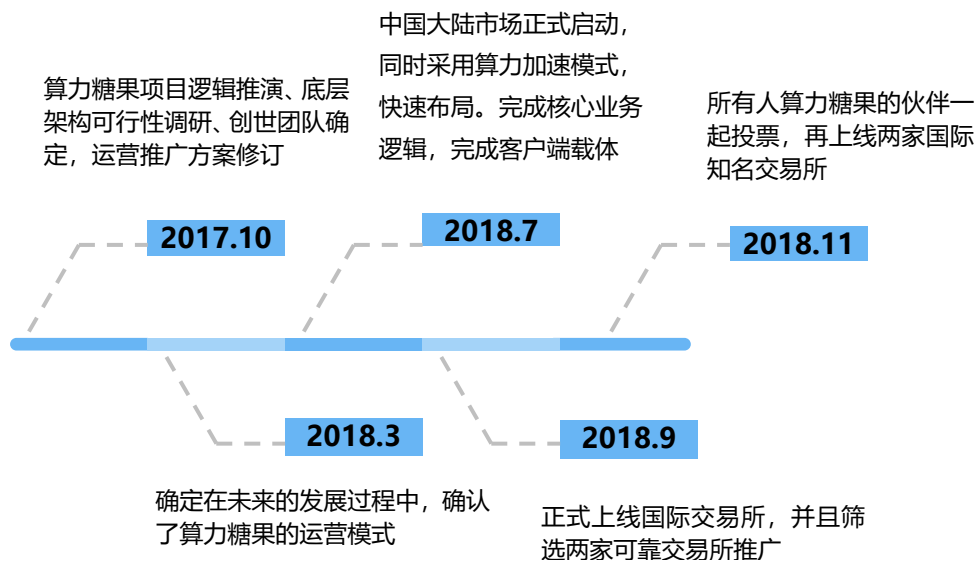 算力糖果项目逻辑推演、底层
架构可行性调研、创世团队确
定，运营推广方案修订
2017.10
确定在未来的发展过程中，确认
了算力糖果的运营模式
2018.3
中国大陆市场正式启动，
同时采用算力加速模式，
快速布局。完成核心业务
逻辑，完成客户端载体
2018.7
正式上线国际交易所，并且筛
选两家可靠交易所推广
2018.9
所有人算力糖果的伙伴一
起投票，再上线两家国际
知名交易所
2018.11